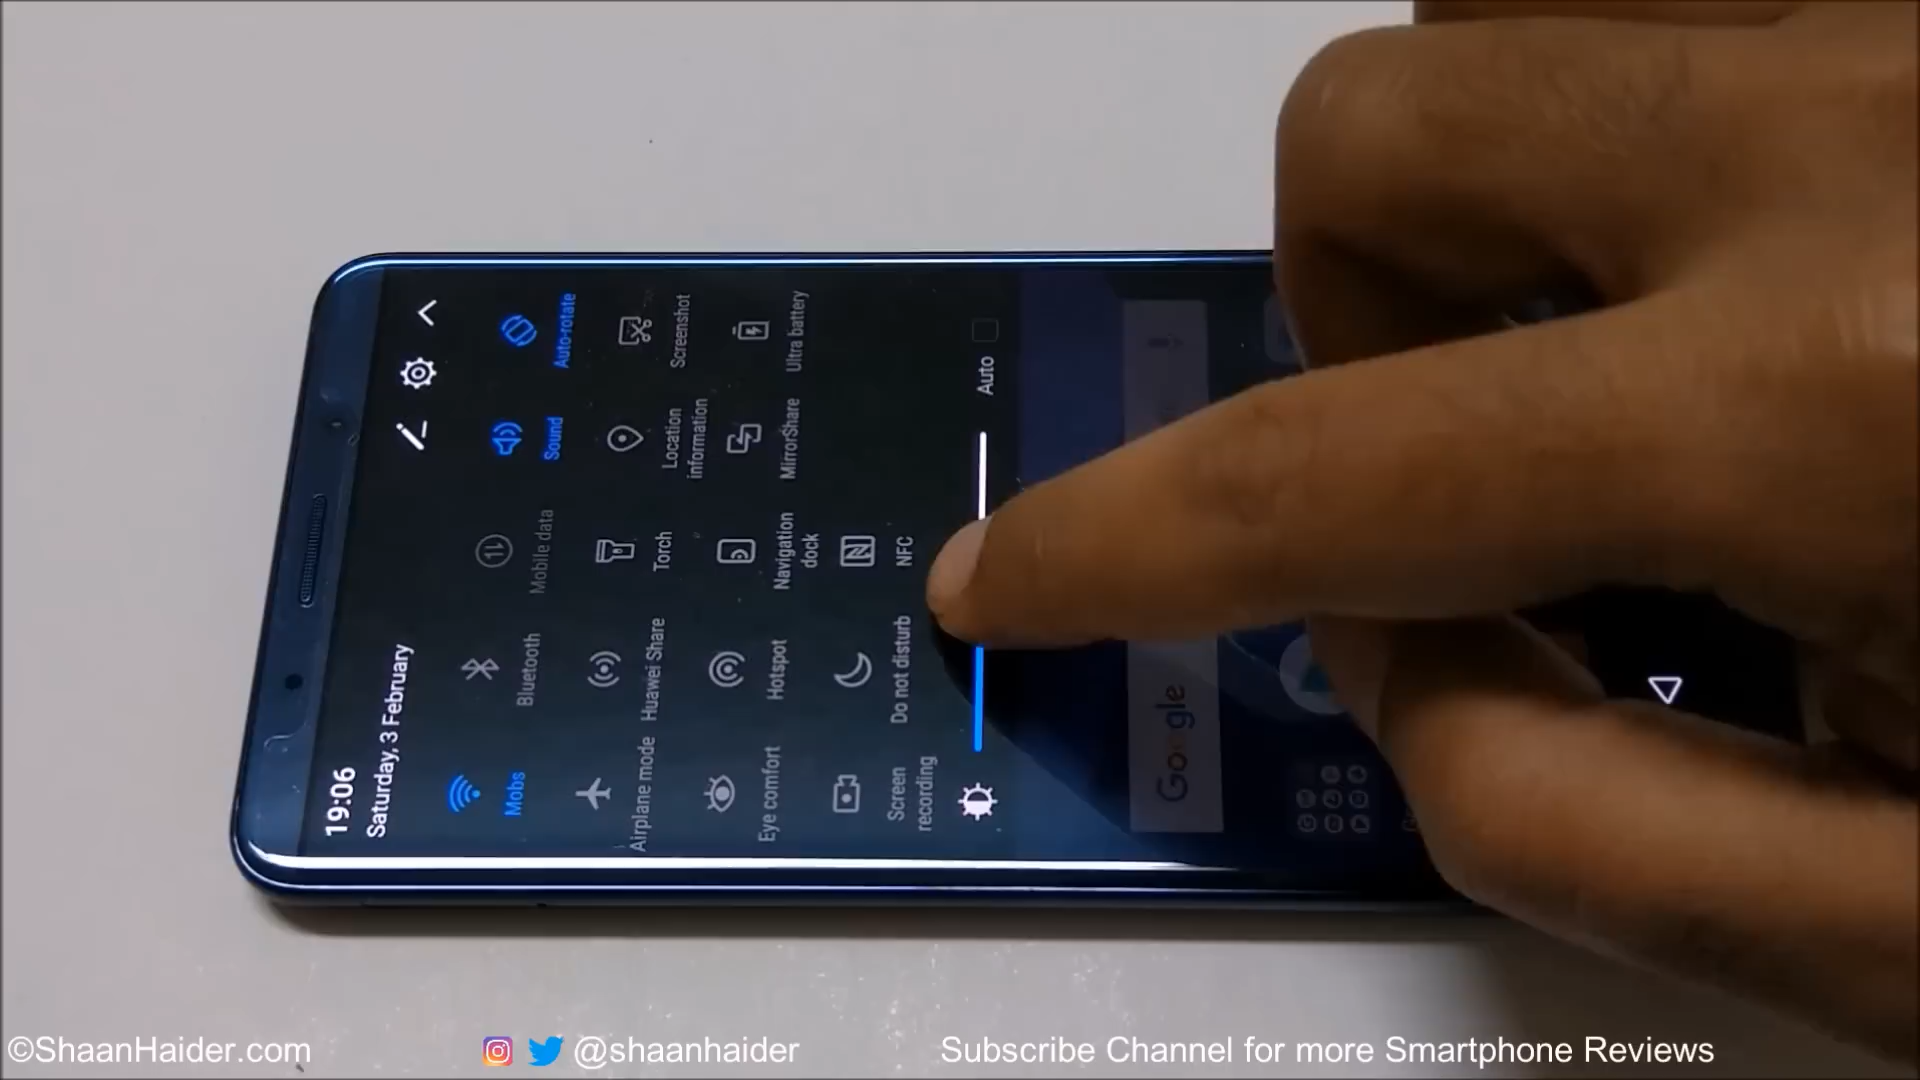 19:06
Saturday, 3 February
Mobs
Bluetooth
Mobile data
Sound
Auto-rotate
Airplane mode
Huawei Share
Torch
Location
information
Screenshot
Eye comfort
Hotspot
Navigation
dock
MirrorShare
Ultra battery
Screen
recording
Do not disturb
NFC
Auto
Google
©ShaanHaider.com
@shaanhaider
Subscribe Channel for more Smartphone Reviews